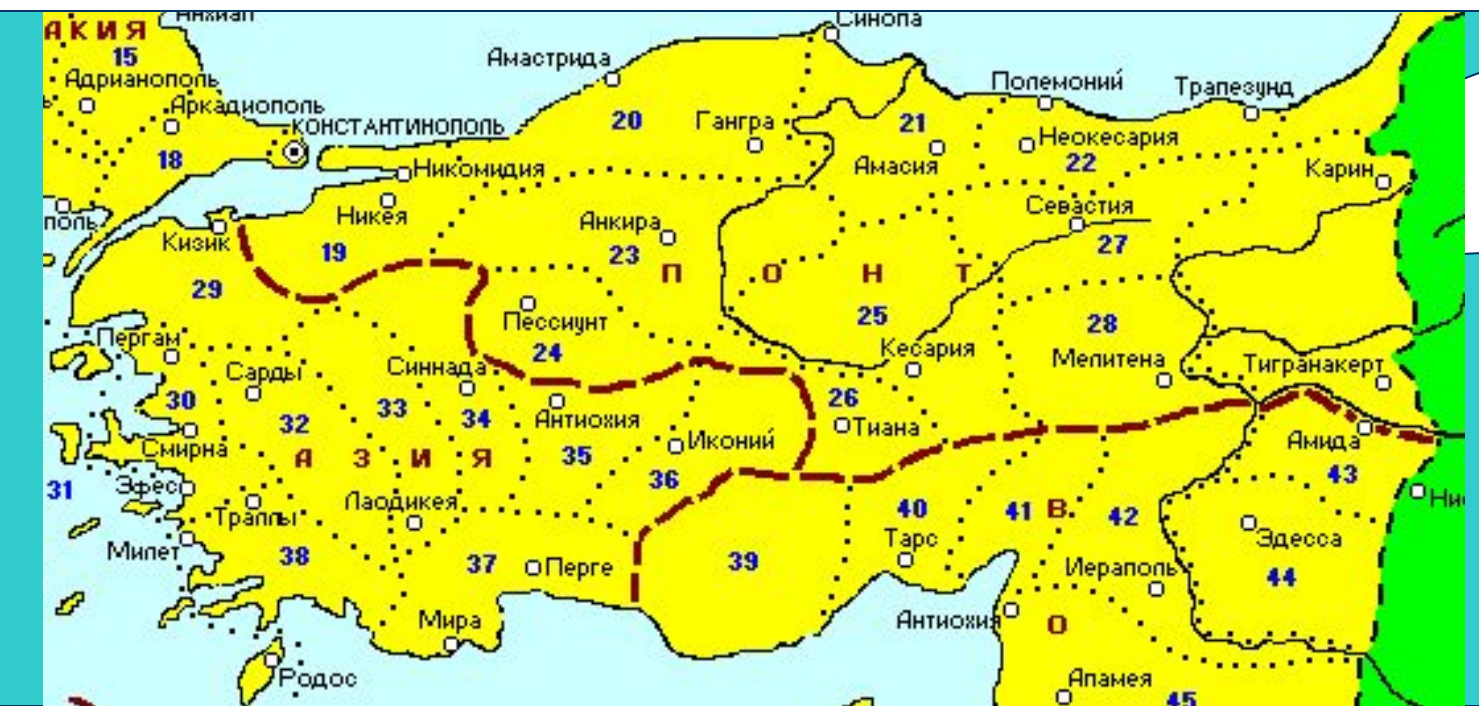 Анхиал
Синопа
АКИЯ
15
Амастрида
Адрианополь
Полемоний
Трапезунд
Аркадиополь
20
Гангра
21
Неокесария
КОНСТАНТИНОПОЛЬ
18
Никомидия
Амасия
22
Карин
Никея
Анкира
Севастия
поль
Кизик
19
23
27
П О Н Т
29
Пессиунт
25
28
Пергам
24
Кесария
Сарды
Синнада
Мелитена
Тигранакерт
30
33
26
32
34
Антиохия
Тиана
Смирна
35
Иконий
Амида
А З И Я
36
43
31
Эфес
Лаодикея
40
41
В.
42
Ни
Траллы
Тарс
Эдесса
Милет
38
37
Перге
39
Иераполь
44
Мира
Антиохия
О
Родос
Апамея
45